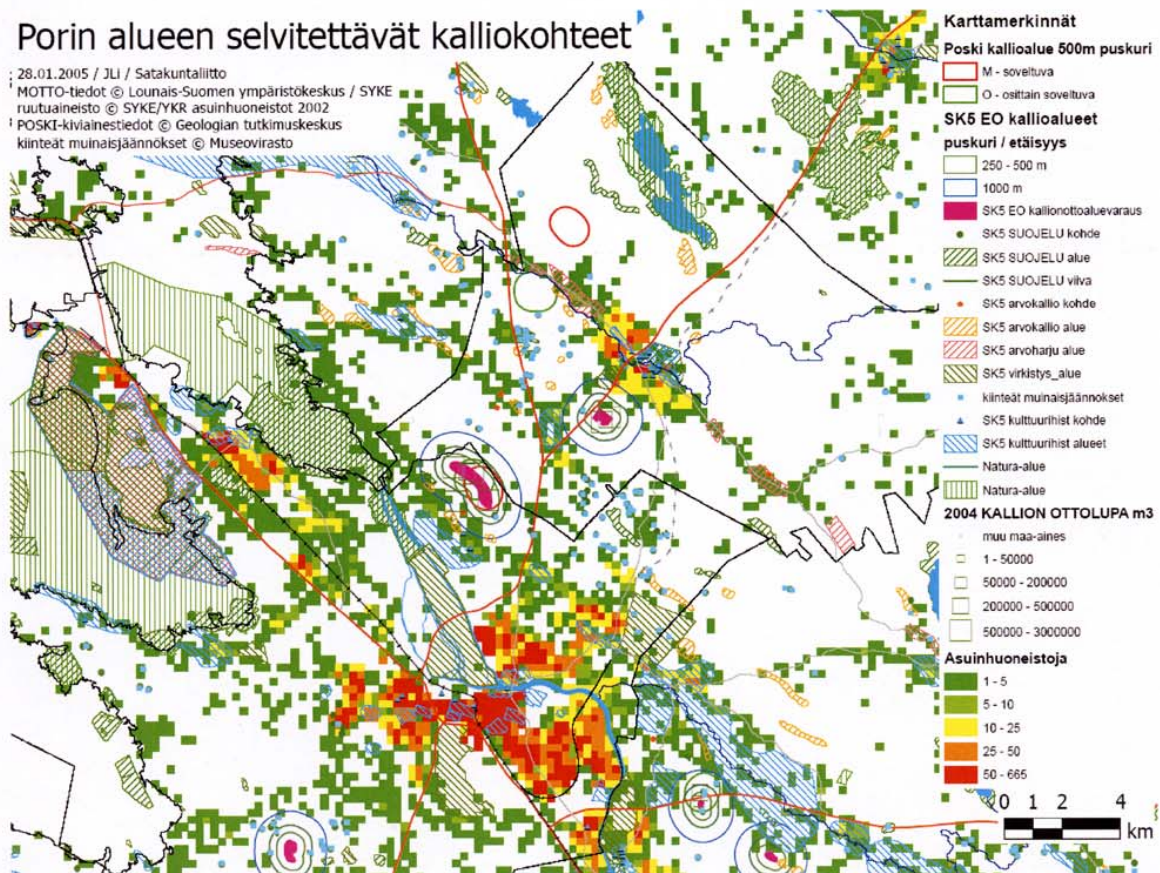 Porin alueen selvitettävät kalliokohteet
28.01.2005 / JLi / Satakuntaliitto
MOTTO-tiedot © Lounais-Suomen ympäristökeskus / SYKE
ruutuaineisto © SYKE/YKR asuinhuoneistot 2002
POSKI-kiviainestiedot © Geologian tutkimuskeskus
kiinteät muinaisjäännökset © Museovirasto
Karttamerkinnät
Poski kallioalue 500m puskuri
M - soveltuva
O - osittain soveltuva
SK5 EO kallioalueet
puskuri / etäisyys
250 - 500 m
1000 m
SK5 EO kallionottoaluevaraus
SK5 SUOJELU kohde
SK5 SUOJELU alue
SK5 SUOJELU viiva
SK5 arvokallio kohde
SK5 arvokallio alue
SK5 arvoharju alue
SK5 virkistys_alue
kiinteät muinaisjäännökset
SK5 kulttuurihist kohde
SK5 kulttuurihist alueet
Natura-alue
Natura-alue
2004 KALLION OTTOLUPA m3
muu maa-aines
1 - 50000
50000 - 200000
200000 - 500000
500000 - 3000000
Asuinhuoneistoja
1 - 5
5 - 10
10 - 25
25 - 50
50 - 665
0 1 2 4
km